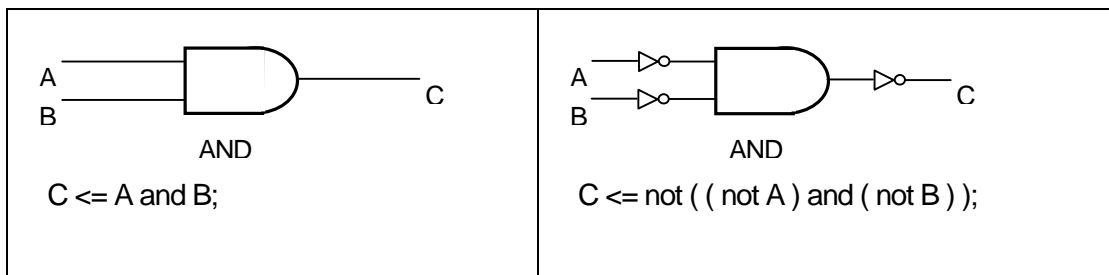 A
B
C
AND
C <= A and B;
A
B
C
AND
C <= not ( ( not A ) and ( not B ) );